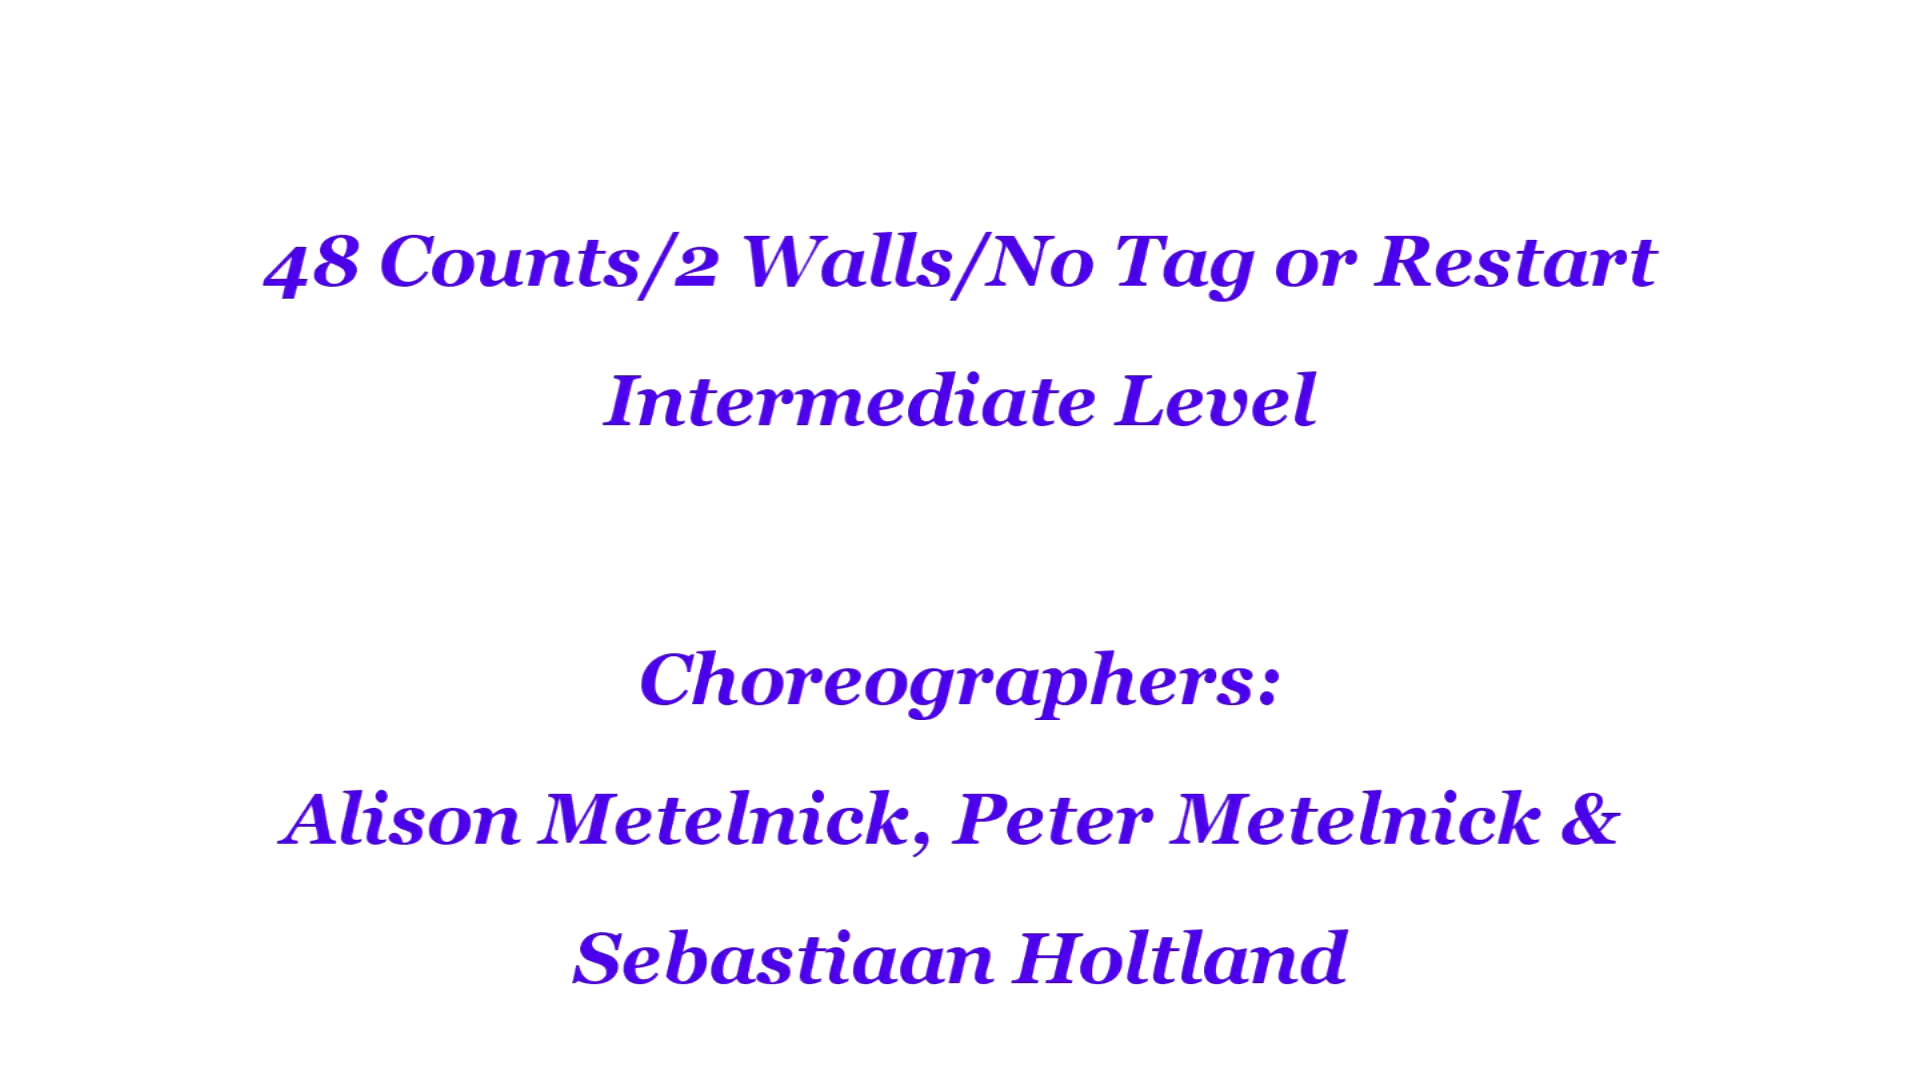 48 Counts/2 Walls/No Tag or Restart
Intermediate Level
Choreographers:
Alison Metelnick, Peter Metelnick &
Sebastiaan Holtland